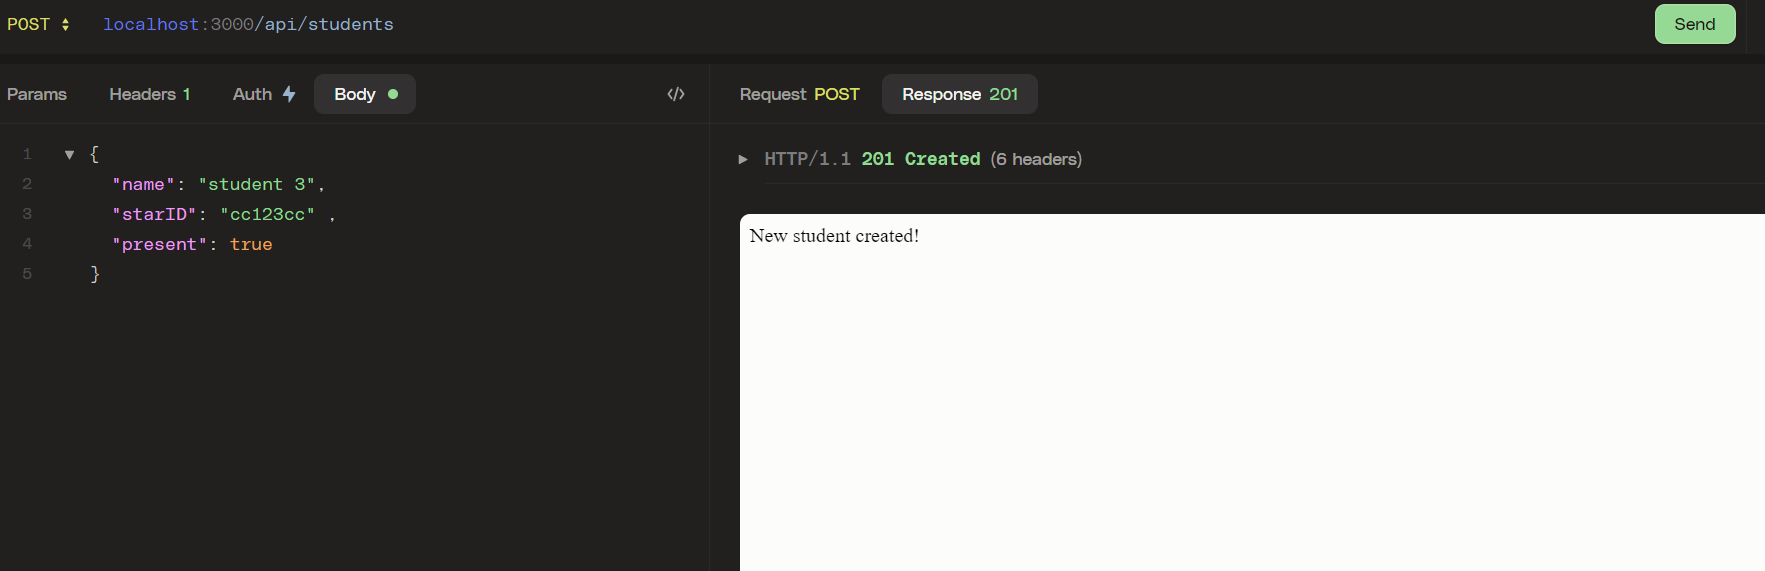 POST localhost:3000/api/students Send
Params Headers 1 Auth Body </> Request POST Response 201
1 {
2 "name": "student 3",
3 "starID": "cc123cc" ,
4 "present": true
5 }
HTTP/1.1 201 Created (6 headers)
New student created!